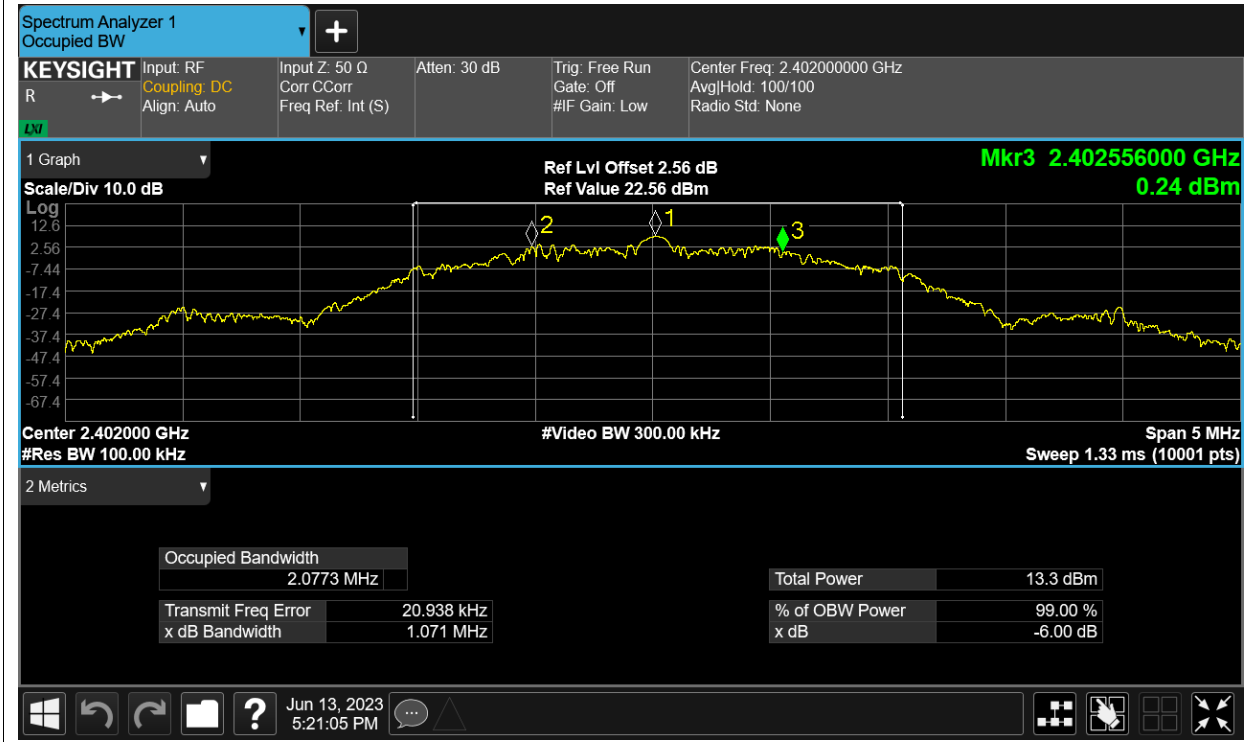 Spectrum Analyzer 1
Occupied BW
KEYSIGHT
R
LXI
Input: RF
Coupling: DC
Align: Auto
Input Z: 50 Ω
Corr CCorr
Freq Ref: Int (S)
Atten: 30 dB
Trig: Free Run
Gate: Off
#IF Gain: Low
Center Freq: 2.402000000 GHz
Avg|Hold: 100/100
Radio Std: None
1 Graph
Scale/Div 10.0 dB
Ref Lvl Offset 2.56 dB
Ref Value 22.56 dBm
Mkr3 2.402556000 GHz
0.24 dBm
Log
12.6
2.56
-7.44
-17.4
-27.4
-37.4
-47.4
-57.4
-67.4
2
1
3
Center 2.402000 GHz
#Res BW 100.00 kHz
#Video BW 300.00 kHz
Span 5 MHz
Sweep 1.33 ms (10001 pts)
2 Metrics
Occupied Bandwidth
2.0773 MHz
Transmit Freq Error 20.938 kHz
x dB Bandwidth 1.071 MHz
Total Power 13.3 dBm
% of OBW Power 99.00 %
x dB -6.00 dB
?
Jun 13, 2023
5:21:05 PM